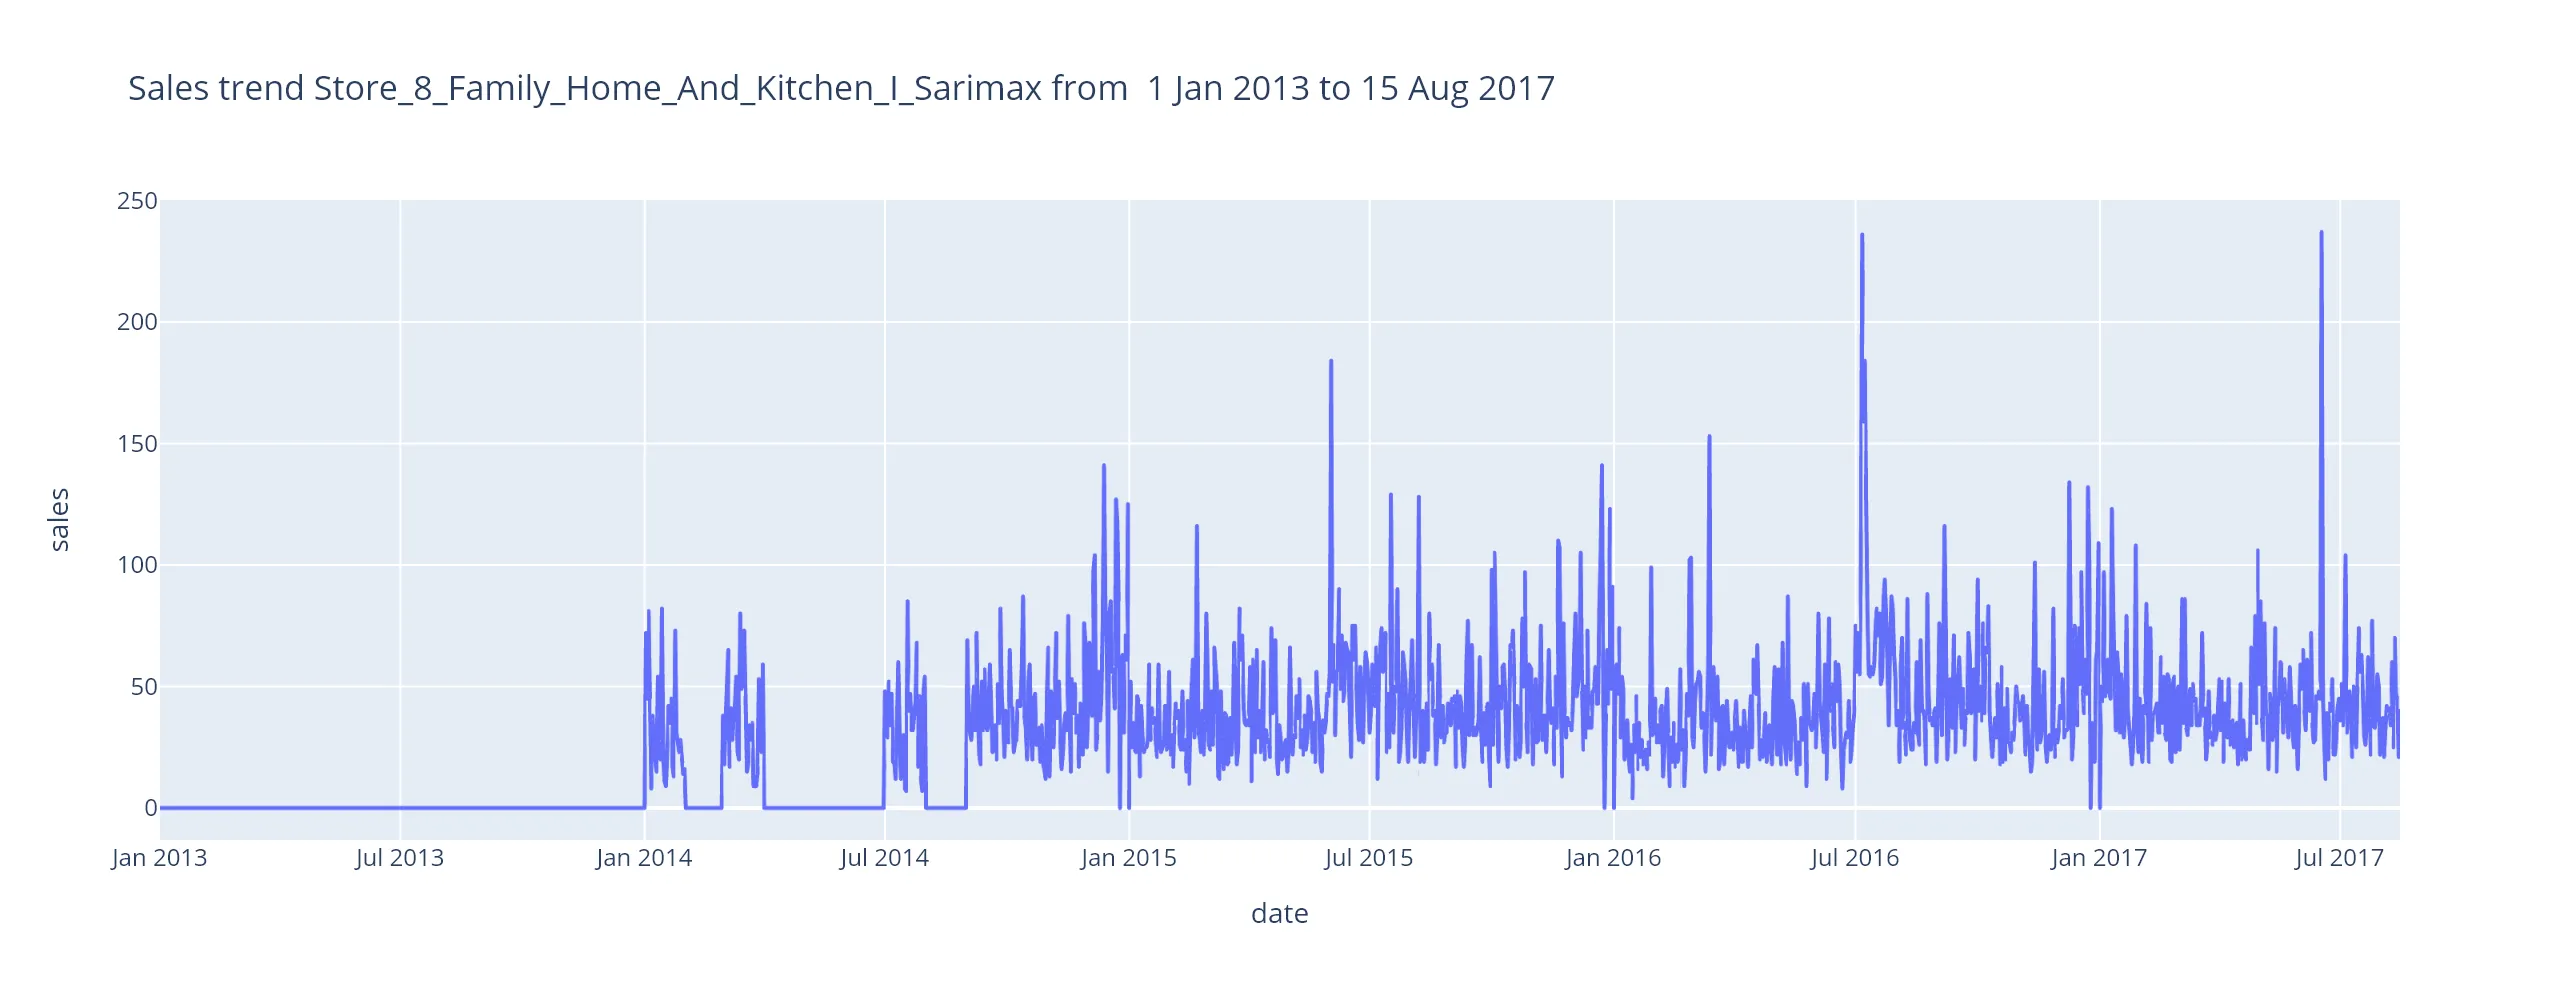 Sales trend Store_8_Family_Home_And_Kitchen_I_Sarimax from  1 Jan 2013 to 15 Aug 2017
250
200
150
100
50
0
sales
Jan 2013 Jul 2013 Jan 2014 Jul 2014 Jan 2015 Jul 2015 Jan 2016 Jul 2016 Jan 2017 Jul 2017
date